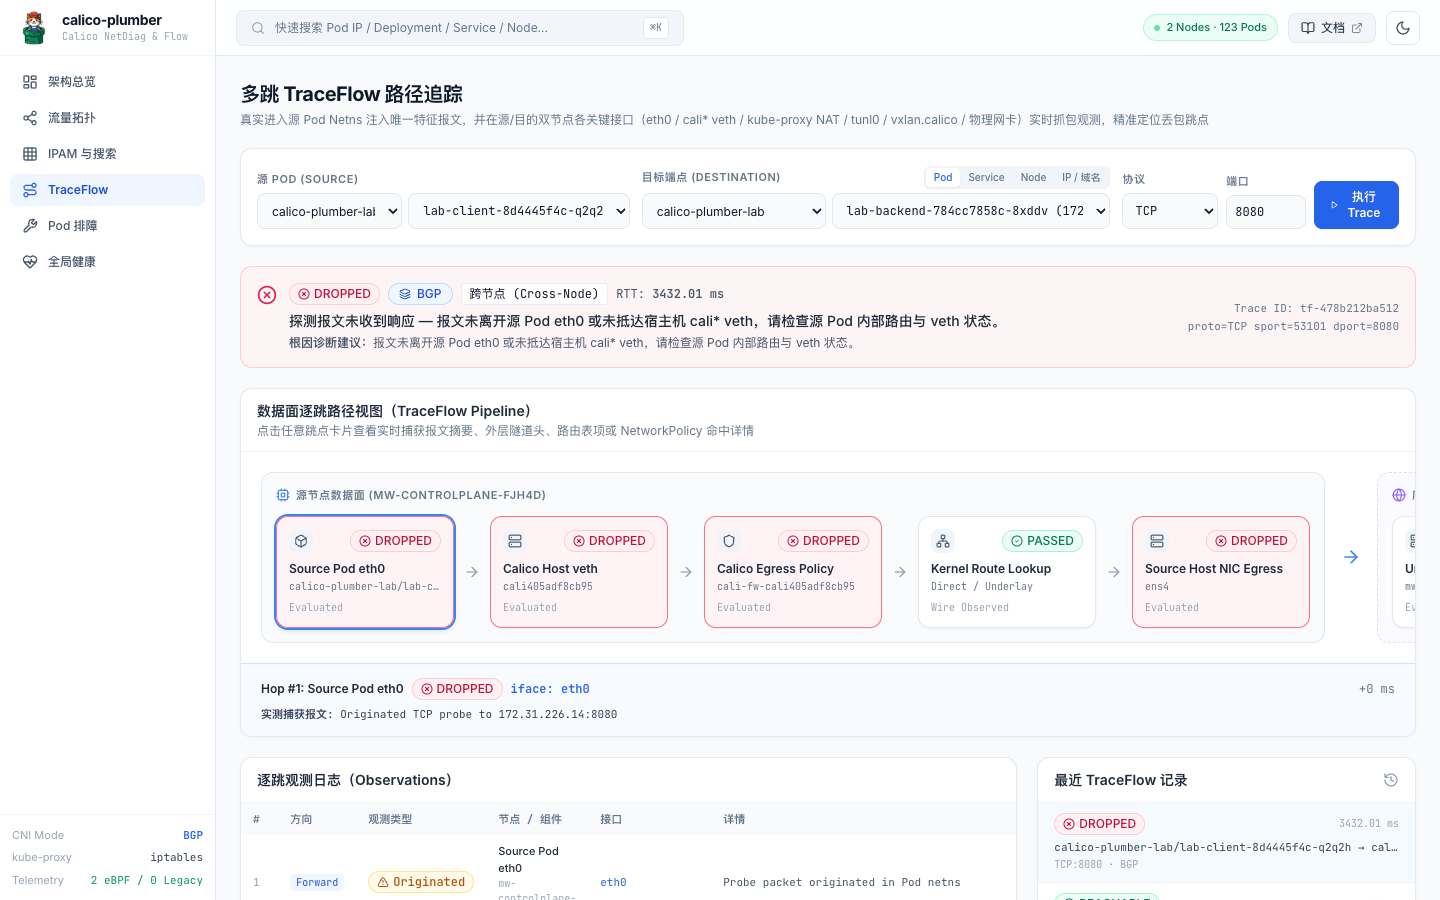 calico-plumber
Calico NetDiag & Flow
快速搜索 Pod IP / Deployment / Service / Node...
⌘K
2 Nodes · 123 Pods
文档
架构总览
流量拓扑
IPAM 与搜索
TraceFlow
Pod 排障
全局健康
CNI Mode BGP
kube-proxy iptables
Telemetry 2 eBPF / 0 Legacy
多跳 TraceFlow 路径追踪
真实进入源 Pod Netns 注入唯一特征报文，并在源/目的双节点各关键接口（eth0 / cali* veth / kube-proxy NAT / tunl0 / vxlan.calico / 物理网卡）实时抓包观测，精准定位丢包跳点
源 POD (SOURCE)
calico-plumber-lab
lab-client-8d4445f4c-q2q2
目标端点 (DESTINATION)
Pod Service Node IP / 域名
calico-plumber-lab
lab-backend-784cc7858c-8xddv (172
协议
TCP
端口
8080
执行
Trace
DROPPED BGP 跨节点 (Cross-Node) RTT: 3432.01 ms
探测报文未收到响应 — 报文未离开源 Pod eth0 或未抵达宿主机 cali* veth，请检查源 Pod 内部路由与 veth 状态。
根因诊断建议：报文未离开源 Pod eth0 或未抵达宿主机 cali* veth，请检查源 Pod 内部路由与 veth 状态。
Trace ID: tf-478b212ba512
proto=TCP sport=53101 dport=8080
数据面逐跳路径视图（TraceFlow Pipeline）
点击任意跳点卡片查看实时捕获报文摘要、外层隧道头、路由表项或 NetworkPolicy 命中详情
源节点数据面 (MW-CONTROLPLANE-FJH4D)
DROPPED
Source Pod eth0
calico-plumber-lab/lab-c…
Evaluated
DROPPED
Calico Host veth
cali405adf8cb95
Evaluated
DROPPED
Calico Egress Policy
cali-fw-cali405adf8cb95
Evaluated
PASSED
Kernel Route Lookup
Direct / Underlay
Wire Observed
DROPPED
Source Host NIC Egress
ens4
Evaluated
Hop #1: Source Pod eth0 DROPPED iface: eth0 +0 ms
实测捕获报文: Originated TCP probe to 172.31.226.14:8080
逐跳观测日志（Observations）
# 方向 观测类型 节点 / 组件 接口 详情
1 Forward Originated Source Pod eth0 mw-controlplane- eth0 Probe packet originated in Pod netns
最近 TraceFlow 记录
DROPPED 3432.01 ms
calico-plumber-lab/lab-client-8d4445f4c-q2q2h → cal…
TCP:8080 · BGP